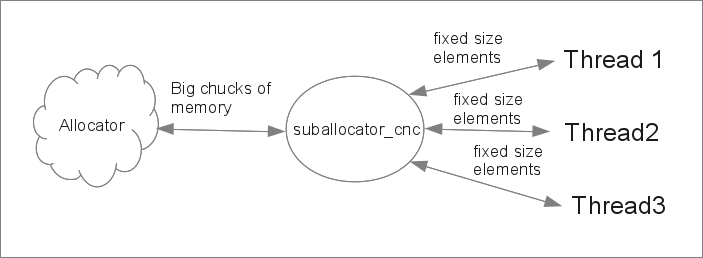 Allocator
Big chucks of
memory
suballocator_cnc
fixed size
elements
Thread 1
fixed size
elements
Thread2
fixed size
elements
Thread3